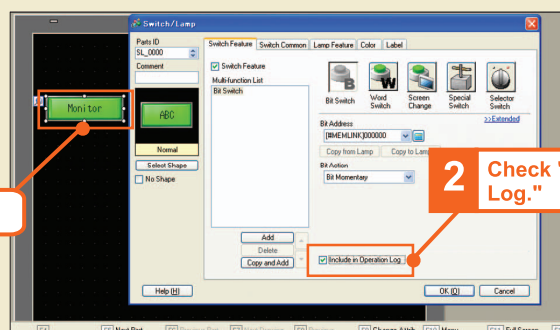 Switch/Lamp
Parts ID
SL_0000
Comment
ABC
Normal
Select Shape
No Shape
Monitor
Switch Feature
Switch Common
Lamp Feature
Color
Label
Switch Feature
Multi-function List
Bit Switch
Add
Delete
Copy and Add
Bit Switch
Word Switch
Screen Change
Special Switch
Selector Switch
>>Extended
Bit Address
[#MEMLINK]000000
Copy from Lamp
Copy to Lamp
Bit Action
Bit Momentary
Include in Operation Log
2
Check "
Log."
Help (H)
OK (O)
Cancel
Next Part
Change Attrib
Menu
Full Screen